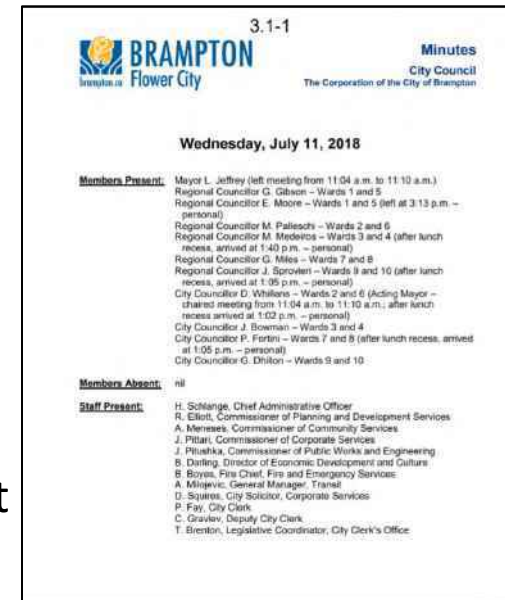 3.1-1
BRAMPTON
brampton.ca Flower City
Minutes
City Council
The Corporation of the City of Brampton
Wednesday, July 11, 2018
Members Present: Mayor L. Jeffrey (left meeting from 11:04 a.m. to 11:10 a.m.)
Regional Councillor G. Gibson – Wards 1 and 5
Regional Councillor E. Moore – Wards 1 and 5 (left at 3:13 p.m. –
personal)
Regional Councillor M. Palleschi – Wards 2 and 6
Regional Councillor M. Medeiros – Wards 3 and 4 (after lunch
recess, arrived at 1:40 p.m. – personal)
Regional Councillor G. Miles – Wards 7 and 8
Regional Councillor J. Sprovieri – Wards 9 and 10 (after lunch
recess, arrived at 1:05 p.m. – personal)
City Councillor D. Whillans – Wards 2 and 6 (Acting Mayor –
chaired meeting from 11:04 a.m. to 11:10 a.m.; after lunch
recess arrived at 1:02 p.m. – personal)
City Councillor J. Bowman – Wards 3 and 4
City Councillor P. Fortini – Wards 7 and 8 (after lunch recess, arrived
at 1:05 p.m. – personal)
City Councillor G. Dhillon – Wards 9 and 10
Members Absent: nil
Staff Present: H. Schlange, Chief Administrative Officer
R. Elliott, Commissioner of Planning and Development Services
A. Meneses, Commissioner of Community Services
J. Pittari, Commissioner of Corporate Services
J. Pitushka, Commissioner of Public Works and Engineering
B. Darling, Director of Economic Development and Culture
B. Boyes, Fire Chief, Fire and Emergency Services
A. Milojevic, General Manager, Transit
D. Squires, City Solicitor, Corporate Services
P. Fay, City Clerk
C. Gravlev, Deputy City Clerk
T. Brenton, Legislative Coordinator, City Clerk's Office
t